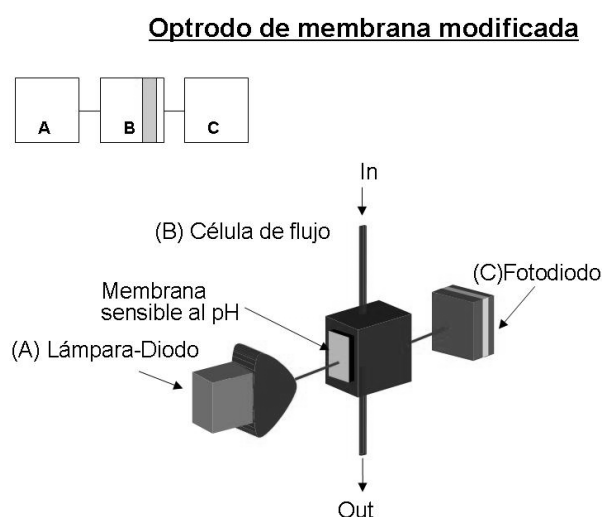 Optrodo de membrana modificada
A B C
In
(B) Célula de flujo
(C)Fotodiodo
Membrana
sensible al pH
(A) Lámpara-Diodo
Out